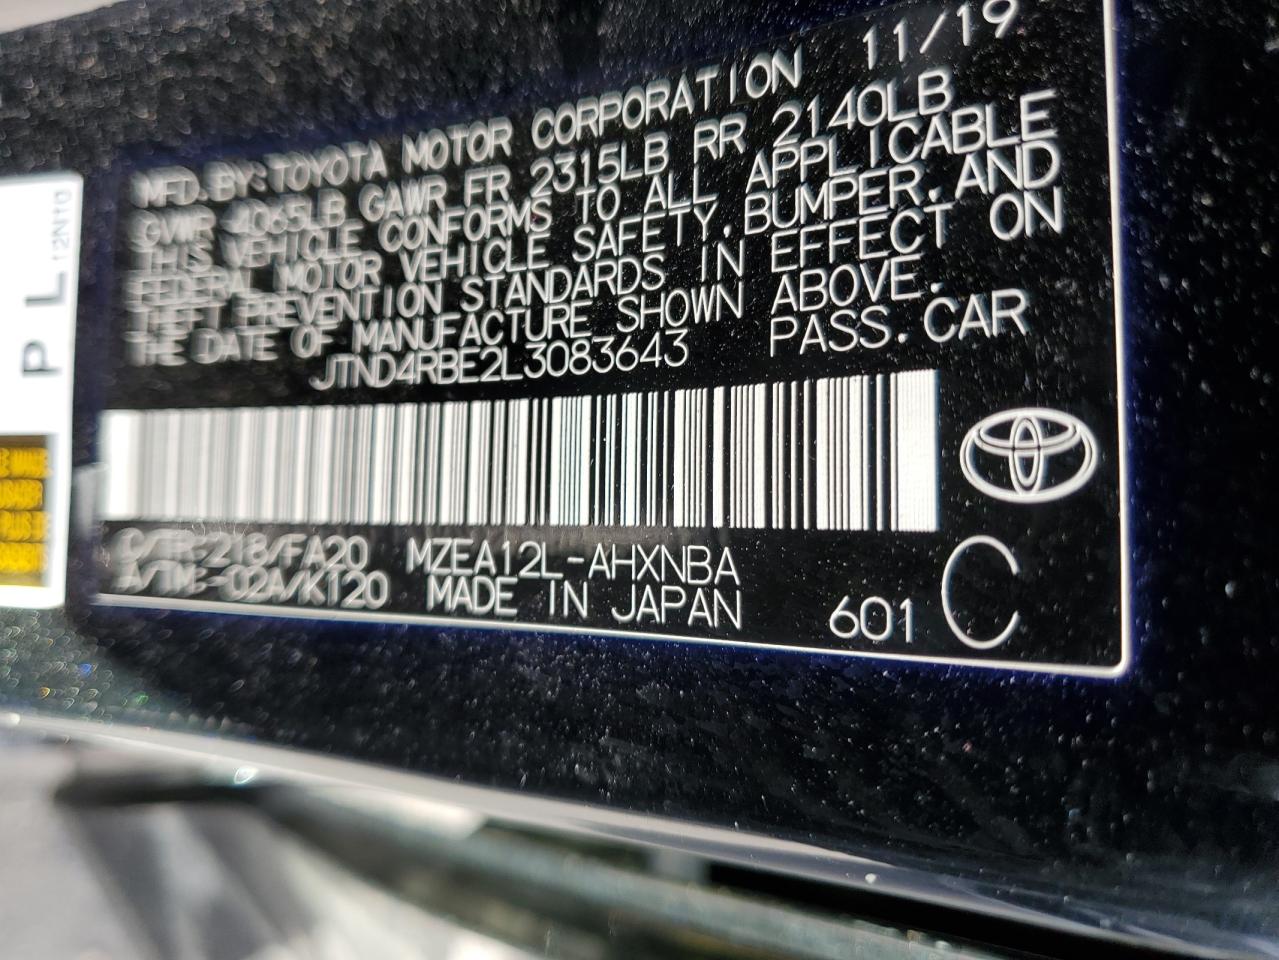 MFD. BY: TOYOTA MOTOR CORPORATION 11/19
GVWR 4065LB GAWR FR 2315LB RR 2140LB
THIS VEHICLE CONFORMS TO ALL APPLICABLE
FEDERAL MOTOR VEHICLE SAFETY, BUMPER, AND
THEFT PREVENTION STANDARDS IN EFFECT ON
THE DATE OF MANUFACTURE SHOWN ABOVE.
JTND4RBE2L3083643 PASS. CAR
C/TR:218/FA20 MZEA12L-AHXNBA
A/TM:-02A/K120 MADE IN JAPAN
601 C
PL
12N10